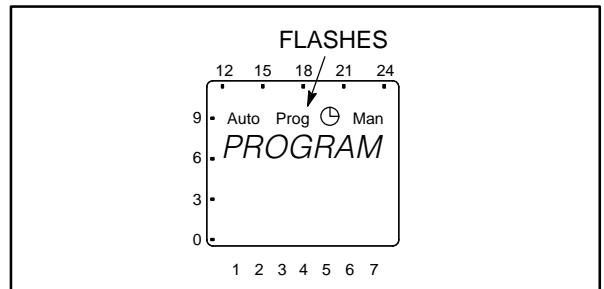 FLASHES
12 15 18 21 24
9 Auto Prog Man
PROGRAM
6
3
0
1 2 3 4 5 6 7